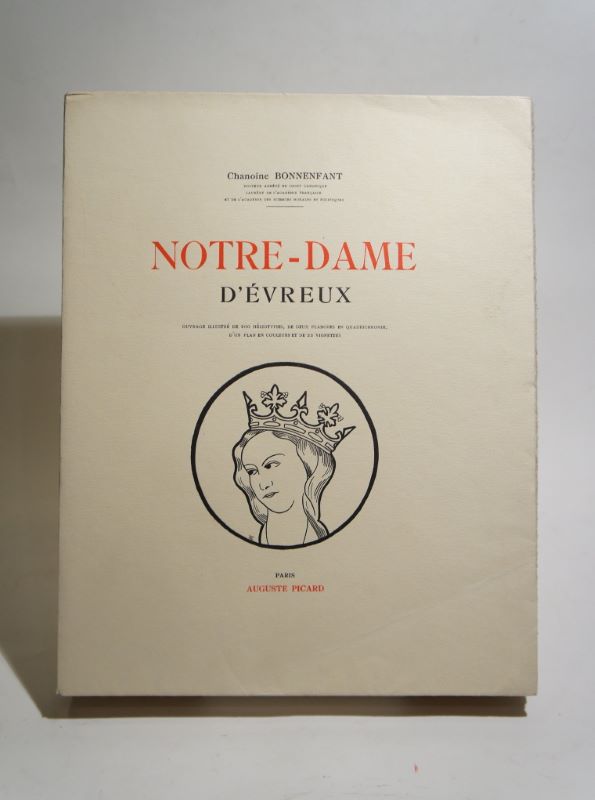 Chanoine BONNENFANT
DOCTEUR AGRÉGÉ EN DROIT CANONIQUE
LAURÉAT DE L'ACADÉMIE FRANÇAISE
ET DE L'ACADÉMIE DES SCIENCES MORALES ET POLITIQUES
NOTRE-DAME
D'ÉVREUX
OUVRAGE ILLUSTRÉ DE 200 HÉLIOTYPIES, DE DEUX PLANCHES EN QUADRICHROMIE,
D'UN PLAN EN COULEURS ET DE 25 VIGNETTES
PARIS
AUGUSTE PICARD